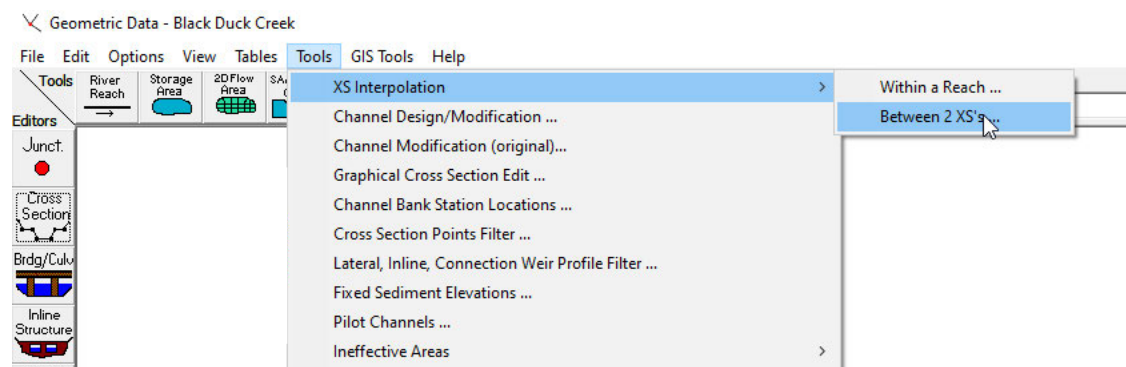 Geometric Data - Black Duck Creek
File Edit Options View Tables Tools GIS Tools Help
Tools
Editors
River
Reach
Storage
Area
2D Flow
Area
XS Interpolation
Within a Reach ...
Channel Design/Modification ...
Between 2 XS's ...
Junct.
Channel Modification (original)...
Graphical Cross Section Edit ...
Cross
Section
Channel Bank Station Locations ...
Cross Section Points Filter ...
Brdg/Culv
Lateral, Inline, Connection Weir Profile Filter ...
Fixed Sediment Elevations ...
Inline
Structure
Pilot Channels ...
Ineffective Areas